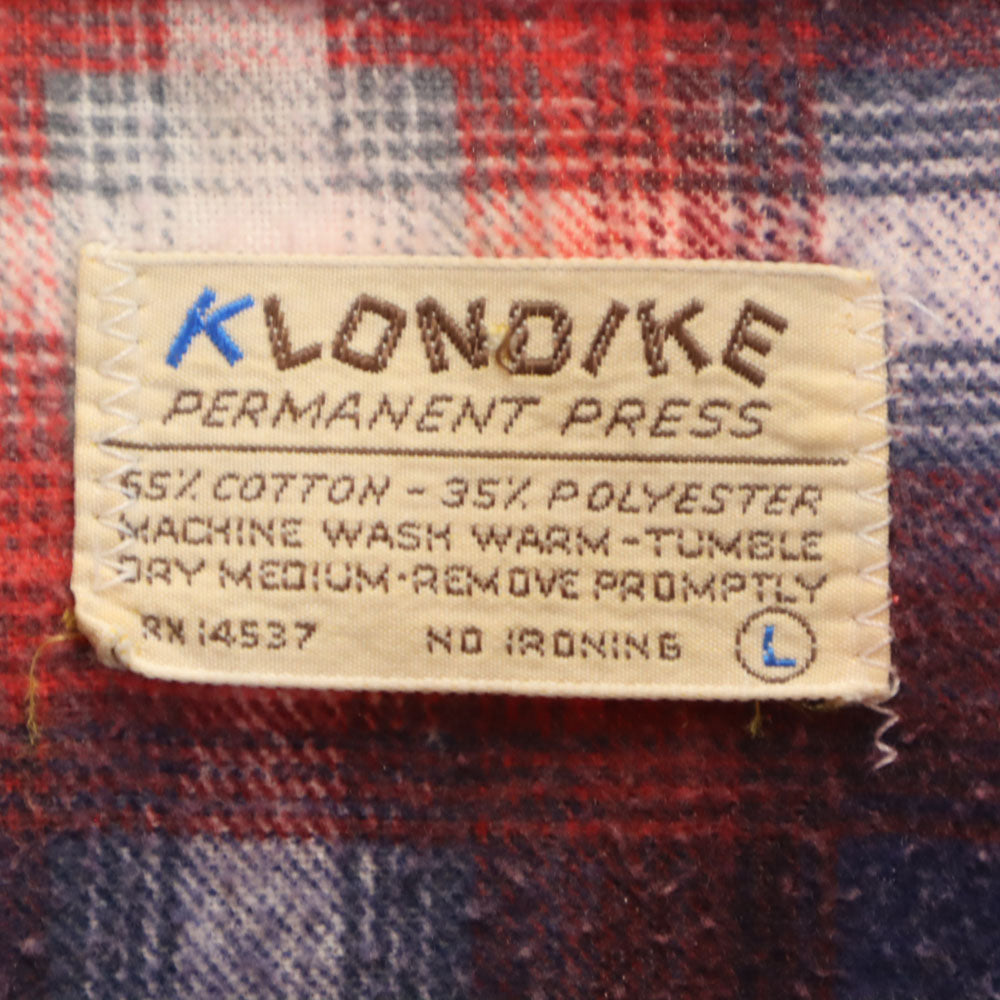 KLONDIKE
PERMANENT PRESS
65% COTTON - 35% POLYESTER
MACHINE WASH WARM - TUMBLE
DRY MEDIUM · REMOVE PROMPTLY
RN 14537 NO IRONING L